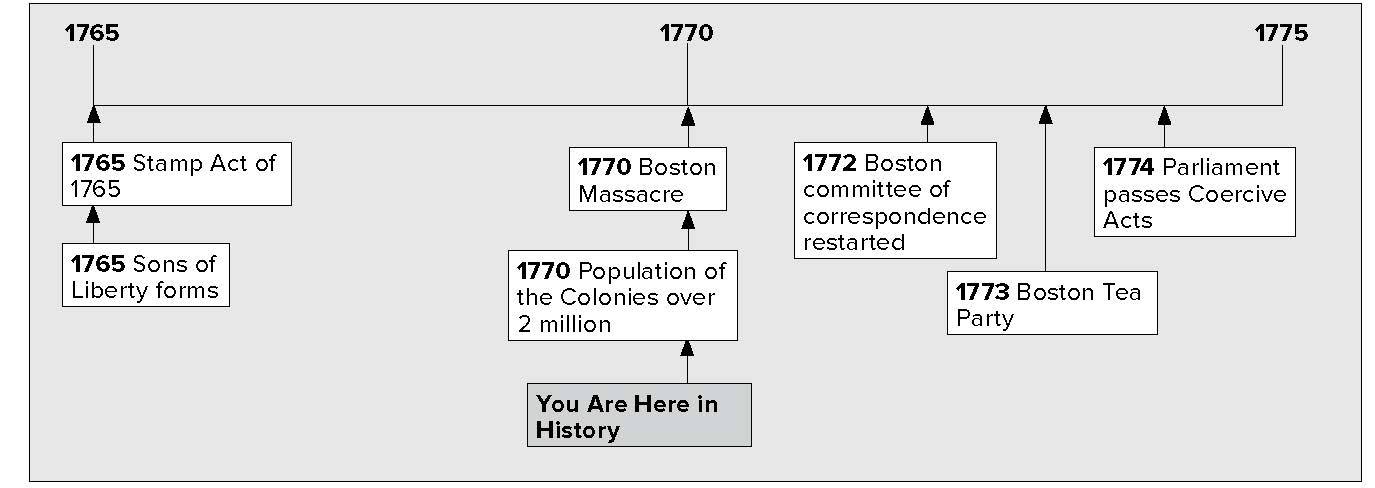 1765 1770 1775
1765 Stamp Act of
1765
1765 Sons of
Liberty forms
1770 Boston
Massacre
1770 Population of
the Colonies over
2 million
You Are Here in
History
1772 Boston
committee of
correspondence
restarted
1773 Boston Tea
Party
1774 Parliament
passes Coercive
Acts